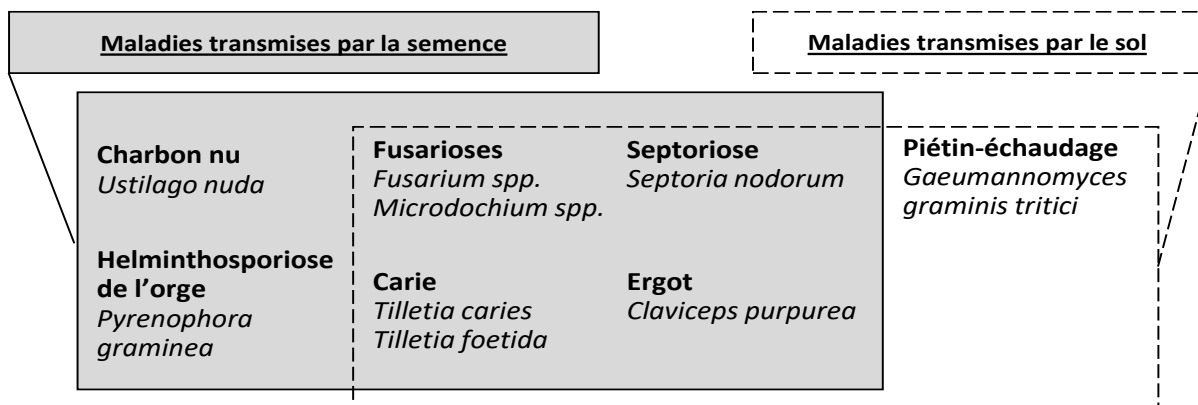 Maladies transmises par la semence
Maladies transmises par le sol
Charbon nu
Ustilago nuda
Helminthosporiose
de l'orge
Pyrenophora
graminea
Fusarioses
Fusarium spp.
Microdochium spp.
Carie
Tilletia caries
Tilletia foetida
Septoriose
Septoria nodorum
Ergot
Claviceps purpurea
Piétin-échaudage
Gaeumannomyces
graminis tritici